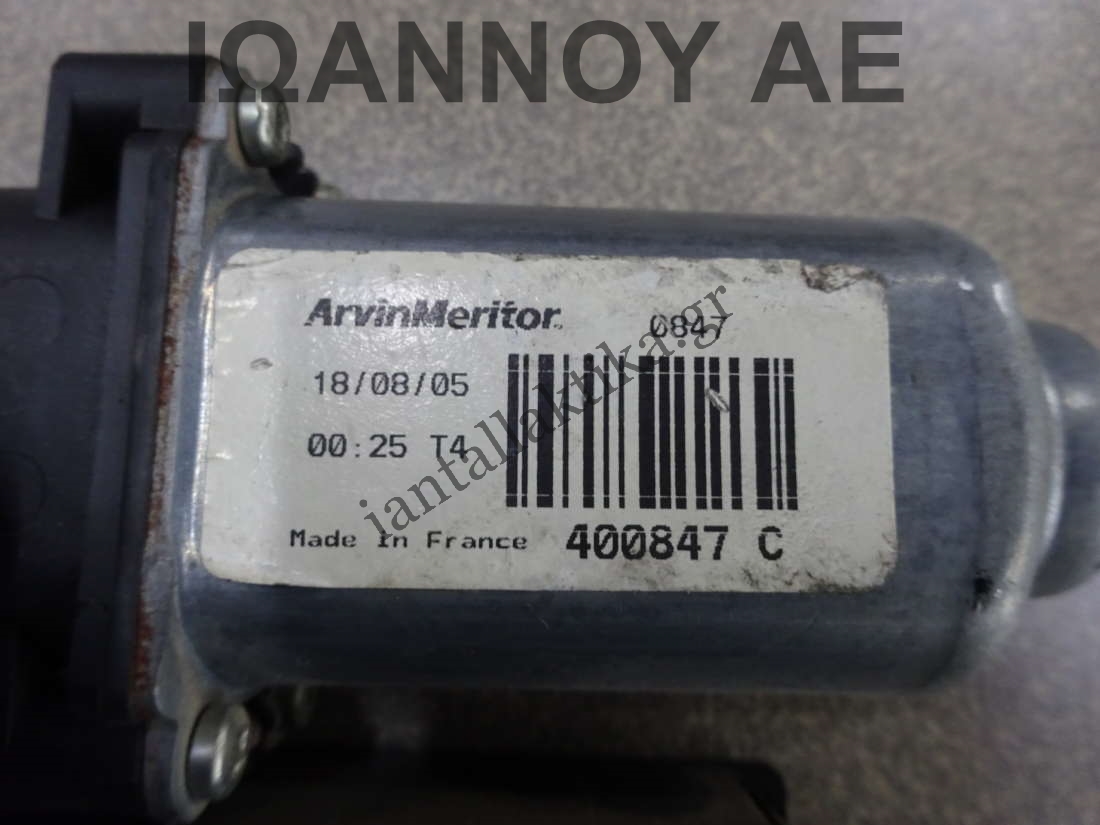 ΙΩΑΝΝΟΥ ΑΕ
ArvinMeritor. 0847
18/08/05
00:25 T4
iantallaktika.gr
Made In France 400847 C